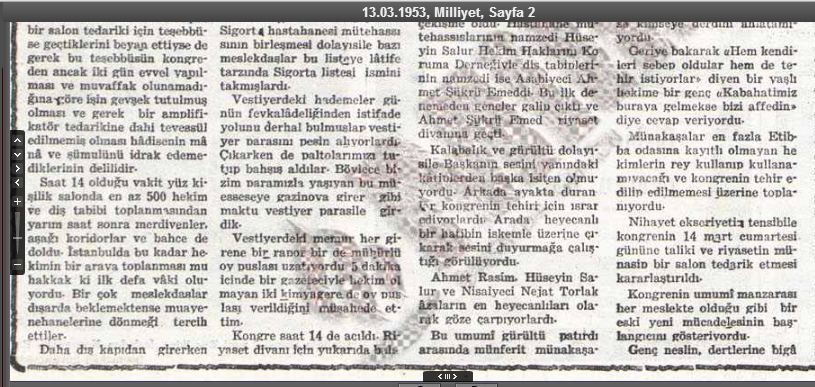 13.03.1953, Milliyet, Sayfa 2
bir salon tedariki için teşebbü-
se geçtiklerini beyan ettiyse de
gerek bu teşebbüsün kongre-
den ancak iki gün evvel yapıl-
ması ve muvaffak olunamadı-
ğına göre işin gevşek tutulmuş
olması ve gerek bir amplifi-
katör tedarikine dahi tevessül
edilmemiş olması hâdisenin mâ
nâ ve şümulünü idrak edeme-
diklerinin delilidir.
Saat 14 olduğu vakit yüz ki-
şilik salonda en az 500 hekim
ve diş tabibi toplanmasından
yarım saat sonra merdivenler,
aşağı koridorlar ve bahçe de
doldu. İstanbulda bu kadar he-
kimin bir araya toplanması mu
hakkak ki ilk defa vâki olu-
yordu. Bir çok meslekdaşlar
dışarda beklemektense muaye-
nehanelerine dönmeği tercih
ettiler.
Daha dış kapıdan girerken
Sigorta hastahanesi mütehassı
sının birleşmesi dolayısile bazı
meslekdaşlar bu listeye lâtife
tarzında Sigorta listesi ismini
takmışlardı.
Vestiyerdeki hademeler gü-
nün fevkalâdeliğinden istifade
yolunu derhal bulmuşlar vesti-
yer parasını peşin alıyorlardı.
Çıkarken de paltolarımızı tu-
tup bahşiş aldılar. Böylece bi-
zim paramızla yaşıyan bu mü-
esseseye gazinoya girer gibi
maktu vestiyer parasile gir-
dik.
Vestiyerdeki memur her gi-
rene bir rapor bir de mühürlü
oy puslası uzatıyordu. 5 dakika
içinde bir gazeteciyle hekim ol
mayan iki kimyagere de oy pus
lası verildiğini müşahede et-
tim.
Kongre saat 14 de açıldı. Ri-
yaset divanı için yukarıda
tehassıslarının namzedi Hüse-
yin Salur Hekim Haklarını Ko
ruma Derneğiyle diş tabibleri-
nin namzedi ise Asabiyeci Ah-
met Şükrü Emeddi. Bu ilk de-
nemeden gençler galip çıktı ve
Ahmet Şükrü Emed riyaset
divanına geçti.
Kalabalık ve gürültü dolayı-
sile Başkanın sesini yanındaki
kâtiblerden başka işiten olmu-
yordu. Arkada ayakta duran-
lar kongrenin tehiri için ısrar
ediyorlardı. Arada heyecanlı
bir hatibin iskemle üzerine çı-
karak sesini duyurmağa çalış-
tığı görülüyordu.
Ahmet Rasim, Hüseyin Sa-
lur ve Nisaiyeci Nejat Torlak
âzaların en heyecanlıları ola-
rak göze çarpıyorlardı.
Bu umumî gürültü patırdı
arasında münferit münakaşa-
yordu.
Geriye bakarak «Hem kendi-
leri sebep oldular hem de te-
hir istiyorlar» diyen bir yaşlı
hekime bir genç «Kabahatimiz
buraya gelmekse bizi affedin»
diye cevap veriyordu.
Münakaşalar en fazla Etib-
ba odasına kayıtlı olmayan he
kimlerin rey kullanıp kullana-
mıyacağı ve kongrenin tehir e-
dilip edilmemesi üzerine topla-
nıyordu.
Nihayet ekseriyetin tensibile
kongrenin 14 mart cumartesi
gününe taliki ve riyasetin mü-
nasip bir salon tedarik etmesi
kararlaştırıldı.
Kongrenin umumî manzarası
her meslekte olduğu gibi bir
eski yeni mücadelesinin baş-
langıcını gösteriyordu.
Genç neslin, dertlerine bigâ